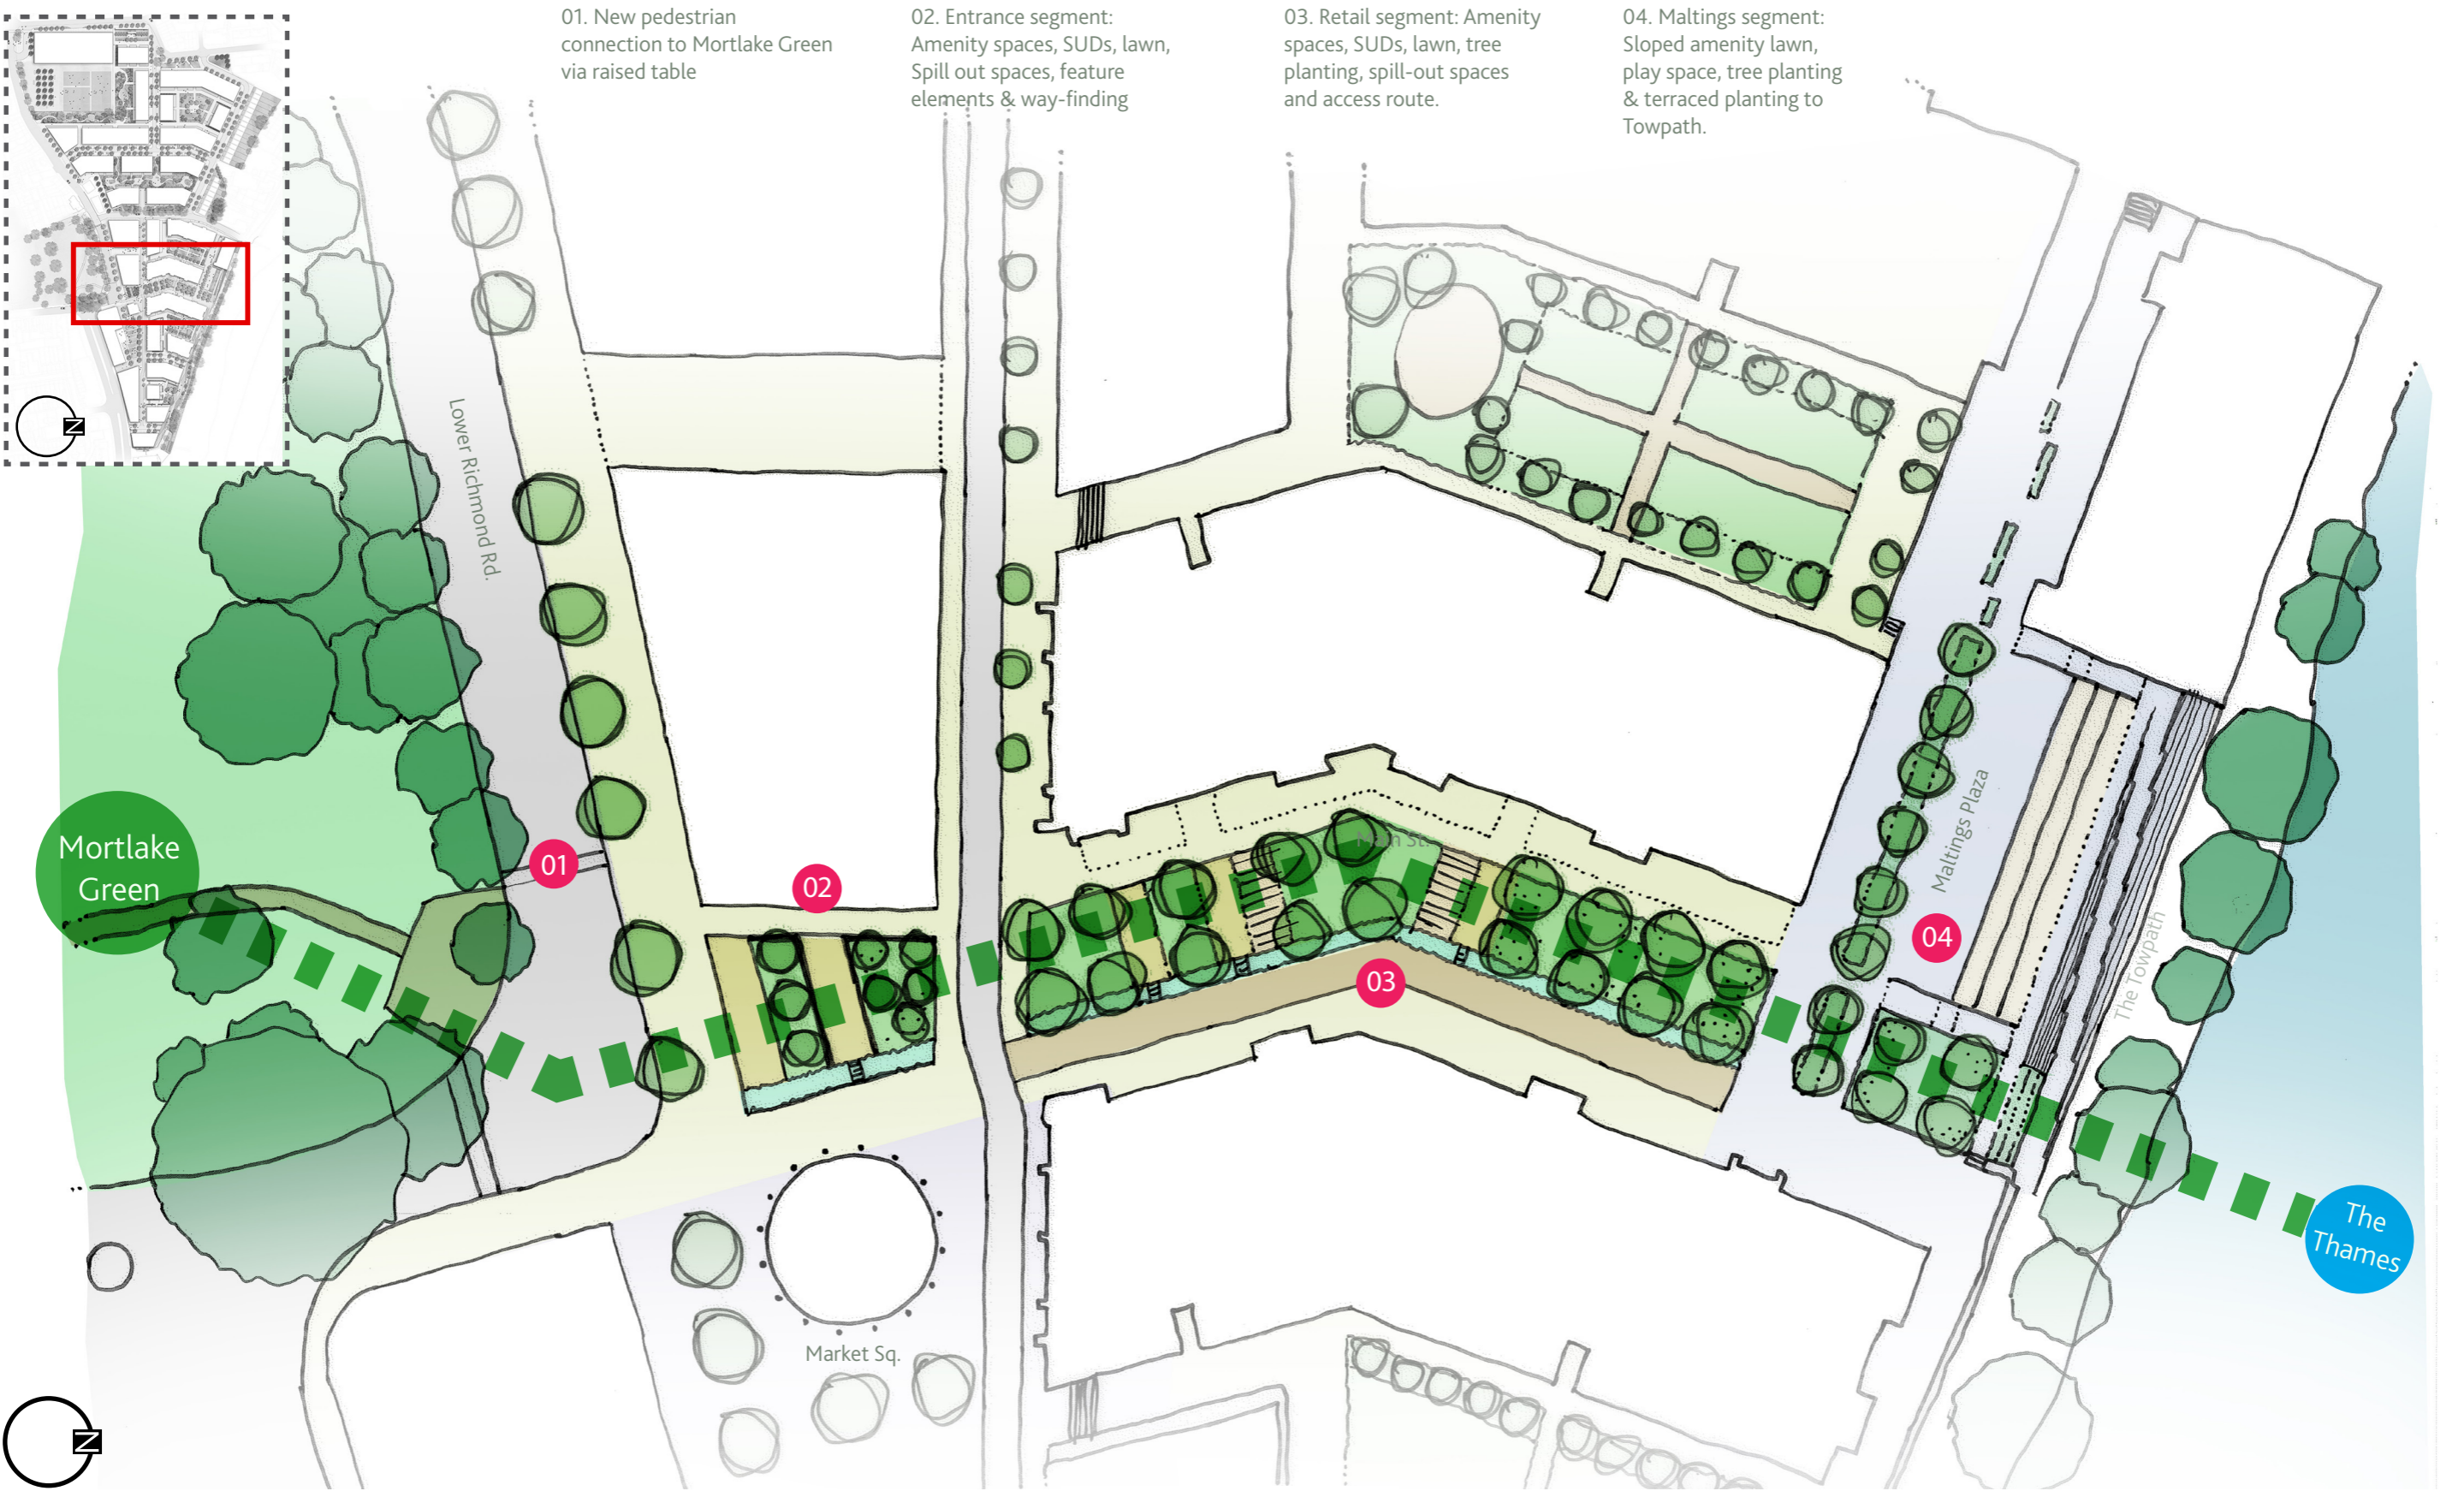 01. New pedestrian
connection to Mortlake Green
via raised table
02. Entrance segment:
Amenity spaces, SUDs, lawn,
Spill out spaces, feature
elements & way-finding
03. Retail segment: Amenity
spaces, SUDs, lawn, tree
planting, spill-out spaces
and access route.
04. Maltings segment:
Sloped amenity lawn,
play space, tree planting
& terraced planting to
Towpath.
N
Lower Richmond Rd.
Mortlake
Green
01
02
Main St.
03
Maltings Plaza
04
The Towpath
The
Thames
Market Sq.
N